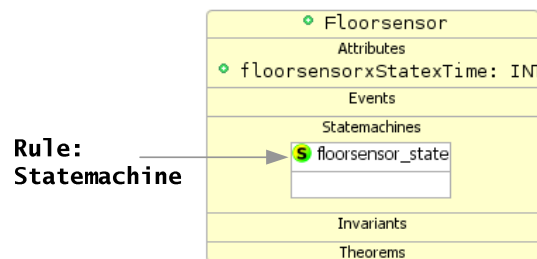 Floorsensor
Attributes
floorsensorxStatexTime: INT
Events
Statemachines
Rule:
Statemachine
S floorsensor_state
Invariants
Theorems